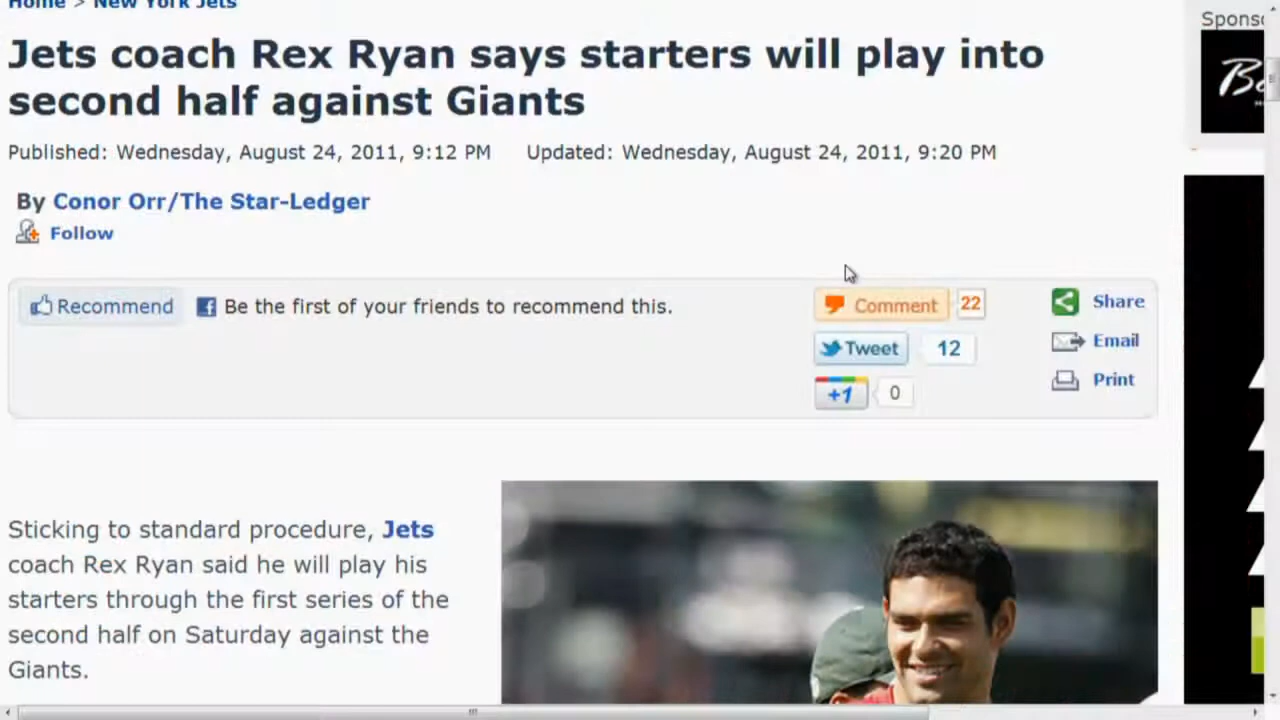 Home > New York Jets
Sponso
Jets coach Rex Ryan says starters will play into
second half against Giants
Published: Wednesday, August 24, 2011, 9:12 PM Updated: Wednesday, August 24, 2011, 9:20 PM
By Conor Orr/The Star-Ledger
Follow
Recommend Be the first of your friends to recommend this.
Comment 22
Share
Tweet 12
Email
+1 0
Print
Sticking to standard procedure, Jets
coach Rex Ryan said he will play his
starters through the first series of the
second half on Saturday against the
Giants.